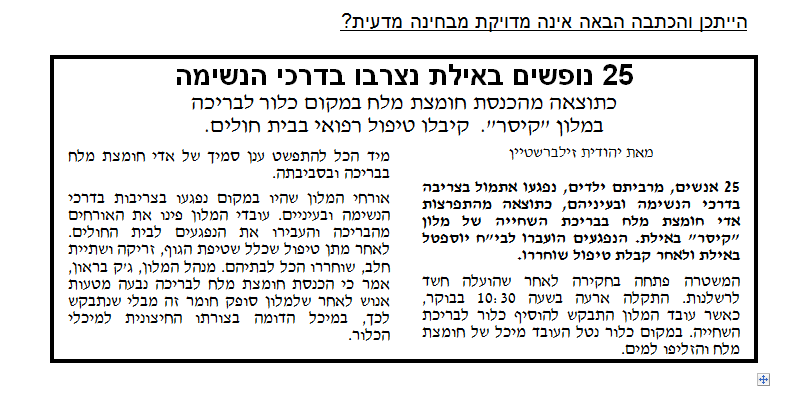 הייתכן והכתבה הבאה אינה מדויקת מבחינה מדעית?
25 נופשים באילת נצרבו בדרכי הנשימה
כתוצאה מהכנסת חומצת מלח במקום כלור לבריכה
במלון "קיסר". קיבלו טיפול רפואי בבית חולים.
מאת יהודית זילברשטיין
25 אנשים, מרביתם ילדים, נפגעו אתמול בצריבה
בדרכי הנשימה ובעיניהם, כתוצאה מהתפרצות
אדי חומצת מלח בבריכת השחייה של מלון
"קיסר" באילת. הנפגעים הועברו לבי"ח יוספטל
באילת ולאחר קבלת טיפול שוחררו.
המשטרה פתחה בחקירה לאחר שהועלה חשד
לרשלנות. התקלה ארעה בשעה 10:30 בבוקר,
כאשר עובד המלון התבקש להוסיף כלור לבריכת
השחייה. במקום כלור נטל העובד מיכל של חומצת
מלח והזליפו למים.
מיד הכל להתפשט ענן סמיך של אדי חומצת מלח
בבריכה ובסביבתה.
אורחי המלון שהיו במקום נפגעו בצריבות בדרכי
הנשימה ובעיניים. עובדי המלון פינו את האורחים
מהבריכה והעבירו את הנפגעים לבית החולים.
לאחר מתן טיפול שכלל שטיפת הגוף, זריקה ושתיית
חלב, שוחררו הכל לבתיהם. מנהל המלון, ג'ק בראון,
אמר כי הכנסת חומצת מלח לבריכה נבעה מטעות
אנוש לאחר שלמלון סופק חומר זה מבלי שנתבקש
לכך, במיכל הדומה בצורתו החיצונית למיכלי
הכלור.